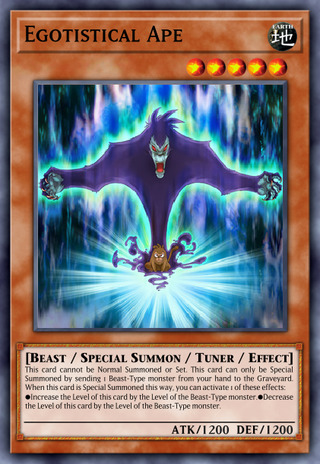 Egotistical Ape
EARTH
地
[Beast / Special Summon / Tuner / Effect]
This card cannot be Normal Summoned or Set. This card can only be Special
Summoned by sending 1 Beast-Type monster from your hand to the Graveyard.
When this card is Special Summoned this way, you can activate 1 of these effects:
●Increase the Level of this card by the Level of the Beast-Type monster.●Decrease
the Level of this card by the Level of the Beast-Type monster.
ATK/1200 DEF/1200